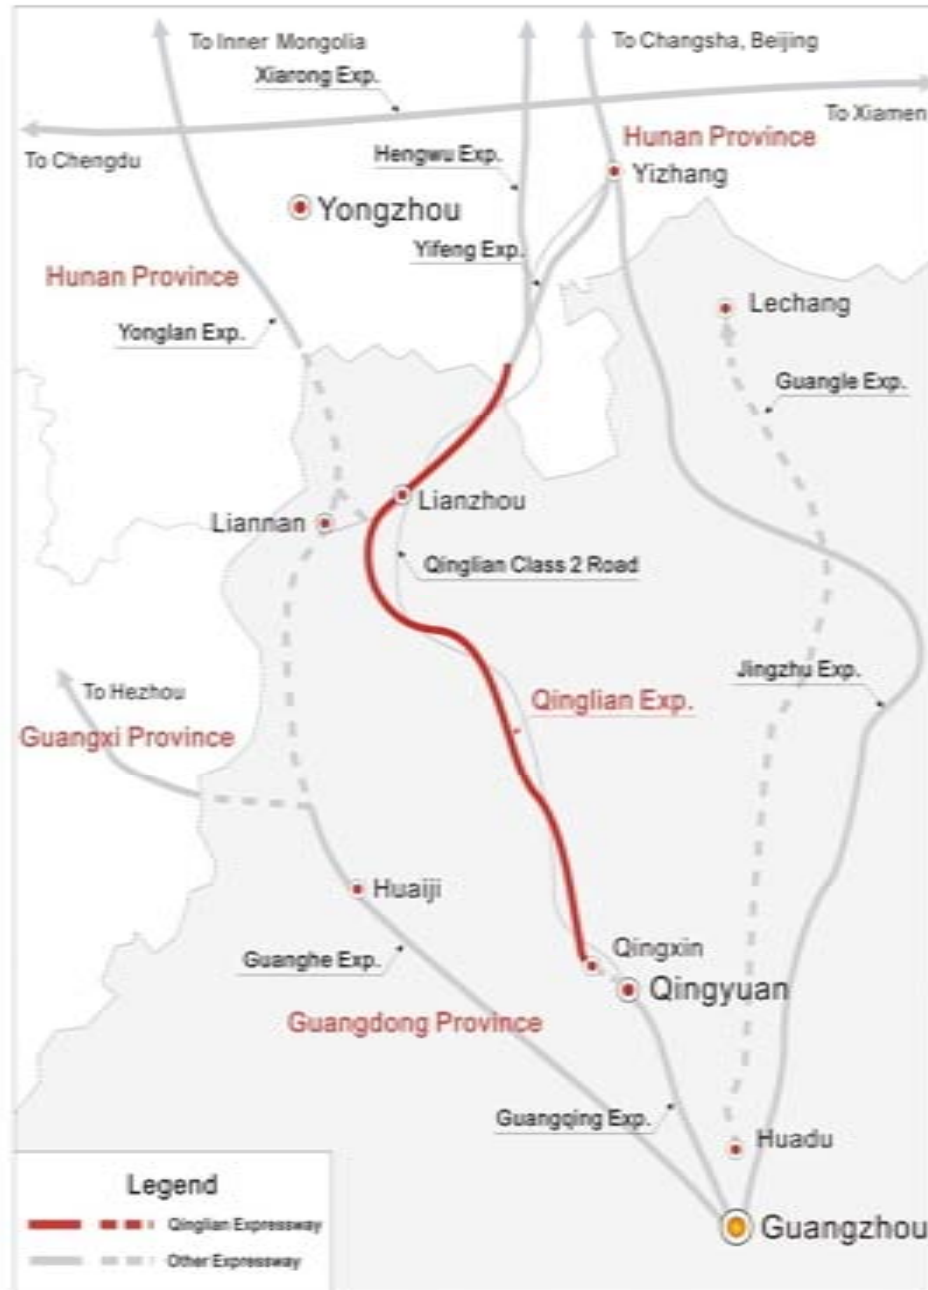 To Inner Mongolia
To Changsha, Beijing
Xiarong Exp.
To Xiamen
To Chengdu
Hengwu Exp.
Hunan Province
Yizhang
Yongzhou
Yifeng Exp.
Hunan Province
Lechang
Yonglan Exp.
Guangle Exp.
Lianzhou
Liannan
Qinglian Class 2 Road
Jingzhu Exp.
To Hezhou
Qinglian Exp.
Guangxi Province
Huaiji
Guanghe Exp.
Qingxin
Qingyuan
Guangdong Province
Guangqing Exp.
Huadu
Legend
Qinglian Expressway
Guangzhou
Other Expressway